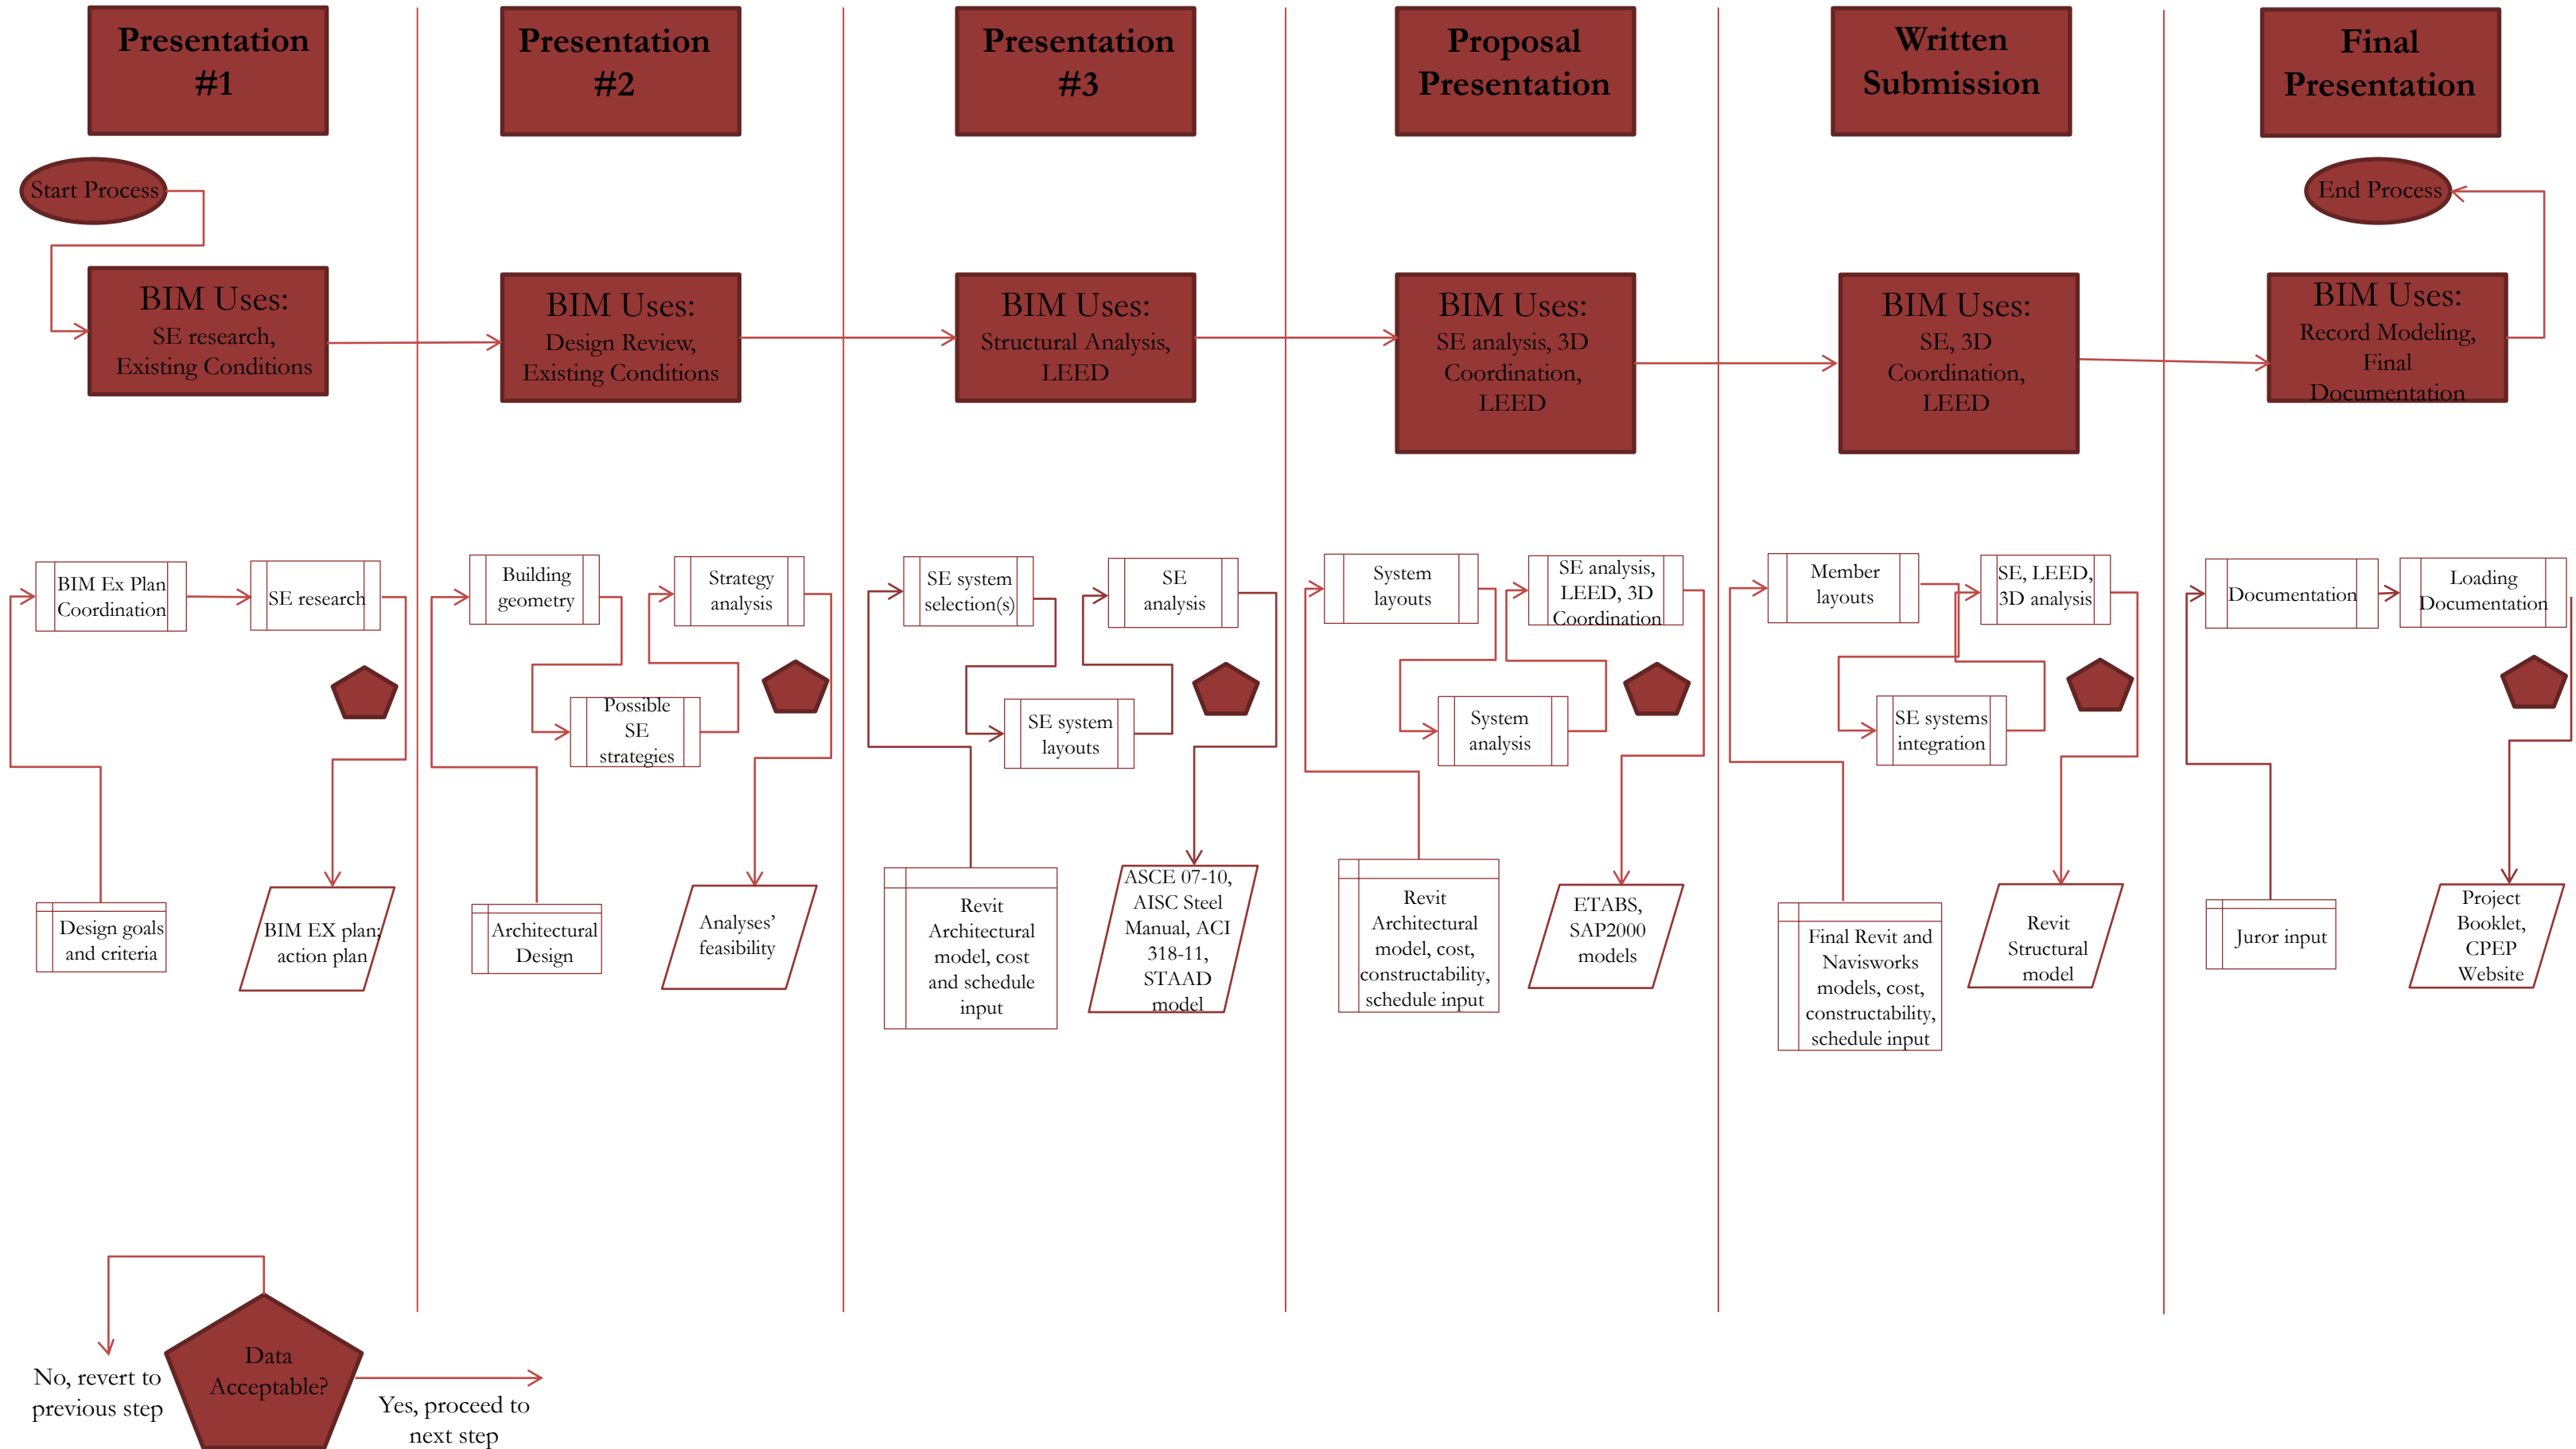 Presentation
#1
Presentation
#2
Presentation
#3
Proposal
Presentation
Written
Submission
Final
Presentation
Start Process
End Process
BIM Uses:
SE research,
Existing Conditions
BIM Uses:
Design Review,
Existing Conditions
BIM Uses:
Structural Analysis,
LEED
BIM Uses:
SE analysis, 3D
Coordination,
LEED
BIM Uses:
SE, 3D
Coordination,
LEED
BIM Uses:
Record Modeling,
Final
Documentation
BIM Ex Plan
Coordination
SE research
Building
geometry
Strategy
analysis
Possible
SE
strategies
SE system
selection(s)
SE
analysis
SE system
layouts
System
layouts
SE analysis,
LEED, 3D
Coordination
System
analysis
Member
layouts
SE, LEED,
3D analysis
SE systems
integration
Documentation
Loading
Documentation
Design goals
and criteria
BIM EX plan;
action plan
Architectural
Design
Analyses’
feasibility
Revit
Architectural
model, cost
and schedule
input
ASCE 07-10,
AISC Steel
Manual, ACI
318-11,
STAAD
model
Revit
Architectural
model, cost,
constructability,
schedule input
ETABS,
SAP2000
models
Final Revit and
Navisworks
models, cost,
constructability,
schedule input
Revit
Structural
model
Juror input
Project
Booklet,
CPEP
Website
Data
Acceptable?
No, revert to
previous step
Yes, proceed to
next step